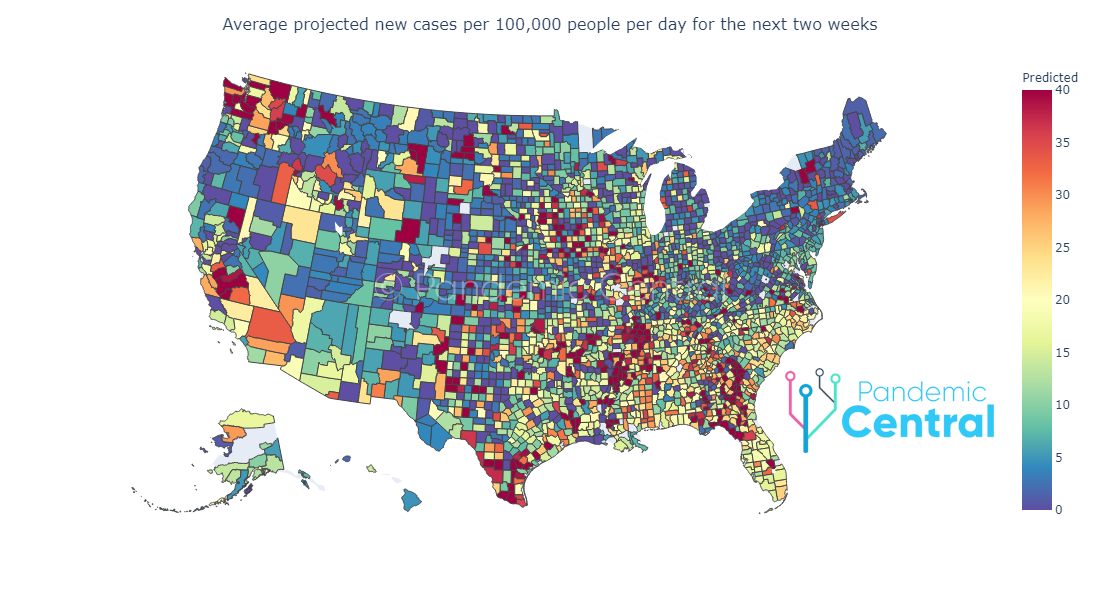 Average projected new cases per 100,000 people per day for the next two weeks
Predicted
40
35
30
25
20
15
10
5
0
© Pandemic Central
Pandemic
Central